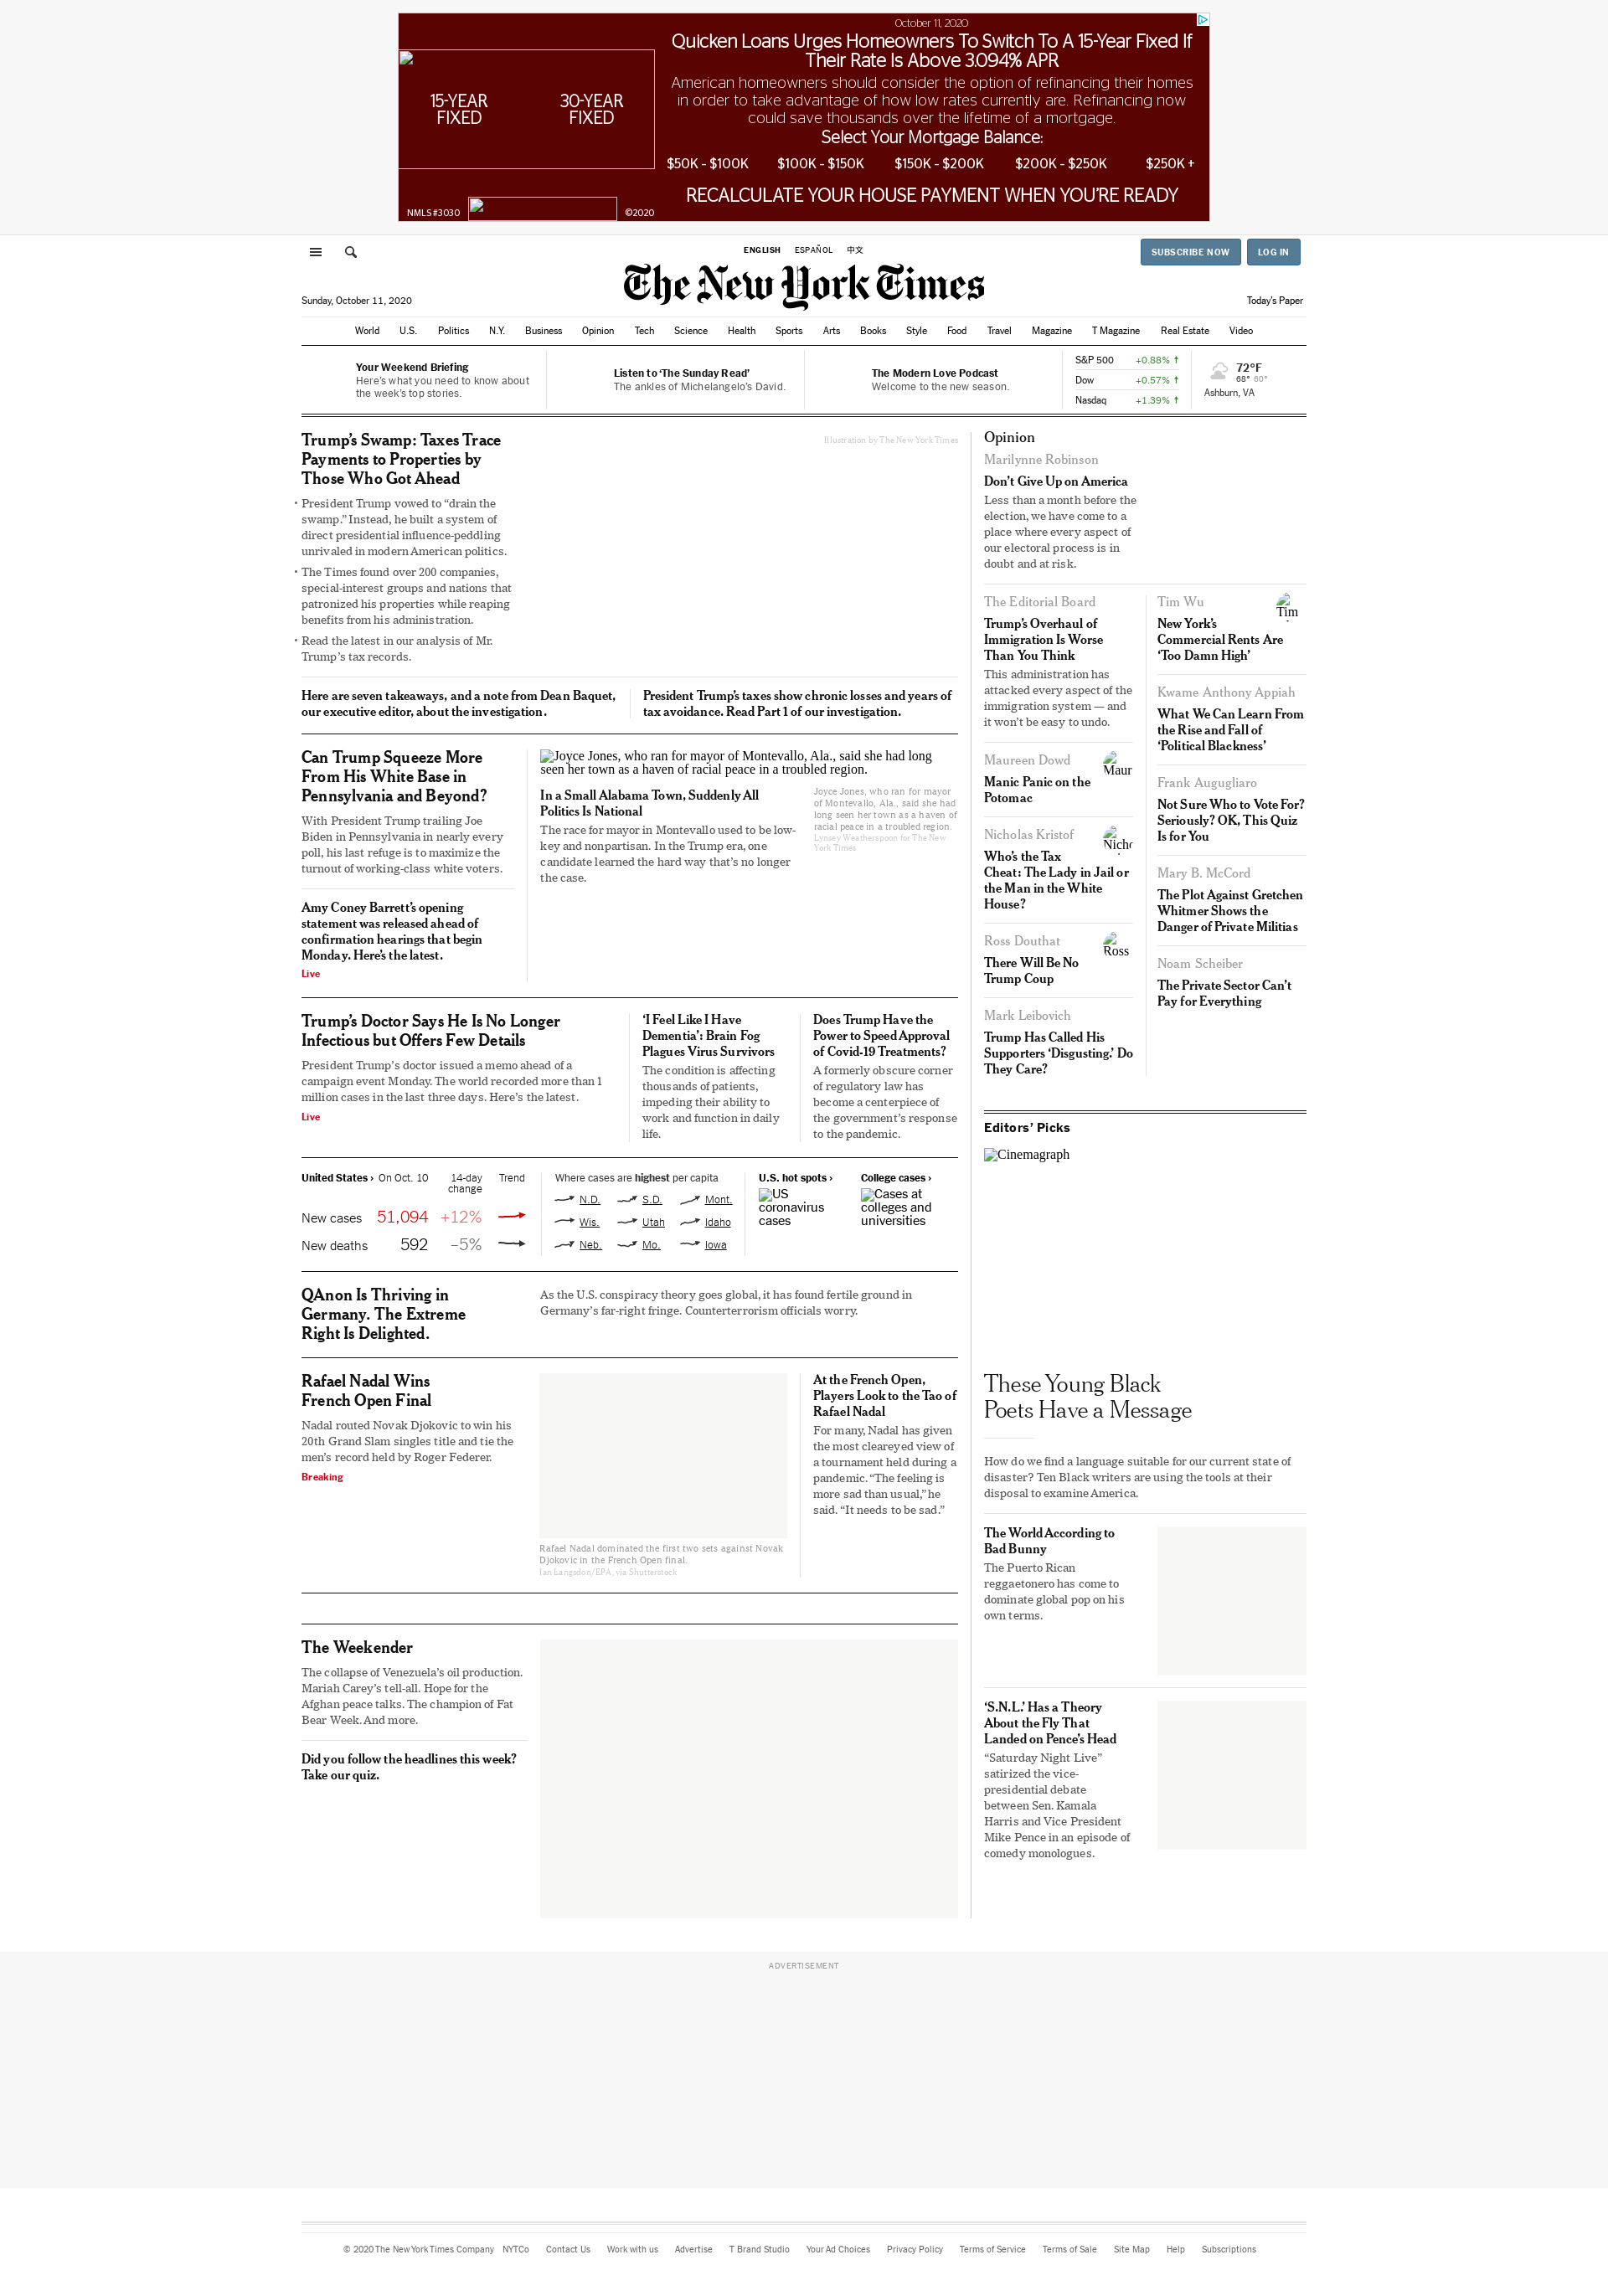 October 11, 2020
Quicken Loans Urges Homeowners To Switch To A 15-Year Fixed If
Their Rate Is Above 3.094% APR
American homeowners should consider the option of refinancing their homes
in order to take advantage of how low rates currently are. Refinancing now
could save thousands over the lifetime of a mortgage.
Select Your Mortgage Balance:
15-YEAR
FIXED
30-YEAR
FIXED
$50K - $100K $100K - $150K $150K - $200K $200K - $250K $250K +
RECALCULATE YOUR HOUSE PAYMENT WHEN YOU'RE READY
NMLS#3030 ©2020
ENGLISH ESPAÑOL 中文
SUBSCRIBE NOW LOG IN
The New York Times
Sunday, October 11, 2020
Today's Paper
World U.S. Politics N.Y. Business Opinion Tech Science Health Sports Arts Books Style Food Travel Magazine T Magazine Real Estate Video
Your Weekend Briefing
Here's what you need to know about
the week's top stories.
Listen to 'The Sunday Read'
The ankles of Michelangelo's David.
The Modern Love Podcast
Welcome to the new season.
S&P 500 +0.88% ↑
Dow +0.57% ↑
Nasdaq +1.39% ↑
72°F
68° 60°
Ashburn, VA
Trump's Swamp: Taxes Trace
Payments to Properties by
Those Who Got Ahead
• President Trump vowed to "drain the
swamp." Instead, he built a system of
direct presidential influence-peddling
unrivaled in modern American politics.
• The Times found over 200 companies,
special-interest groups and nations that
patronized his properties while reaping
benefits from his administration.
• Read the latest in our analysis of Mr.
Trump's tax records.
Illustration by The New York Times
Here are seven takeaways, and a note from Dean Baquet,
our executive editor, about the investigation.
President Trump's taxes show chronic losses and years of
tax avoidance. Read Part 1 of our investigation.
Can Trump Squeeze More
From His White Base in
Pennsylvania and Beyond?
With President Trump trailing Joe
Biden in Pennsylvania in nearly every
poll, his last refuge is to maximize the
turnout of working-class white voters.
Amy Coney Barrett's opening
statement was released ahead of
confirmation hearings that begin
Monday. Here's the latest.
Live
Joyce Jones, who ran for mayor of Montevallo, Ala., said she had long
seen her town as a haven of racial peace in a troubled region.
In a Small Alabama Town, Suddenly All
Politics Is National
The race for mayor in Montevallo used to be low-
key and nonpartisan. In the Trump era, one
candidate learned the hard way that's no longer
the case.
Joyce Jones, who ran for mayor
of Montevallo, Ala., said she had
long seen her town as a haven of
racial peace in a troubled region.
Lynsey Weatherspoon for The New
York Times
Trump's Doctor Says He Is No Longer
Infectious but Offers Few Details
President Trump's doctor issued a memo ahead of a
campaign event Monday. The world recorded more than 1
million cases in the last three days. Here's the latest.
Live
'I Feel Like I Have
Dementia': Brain Fog
Plagues Virus Survivors
The condition is affecting
thousands of patients,
impeding their ability to
work and function in daily
life.
Does Trump Have the
Power to Speed Approval
of Covid-19 Treatments?
A formerly obscure corner
of regulatory law has
become a centerpiece of
the government's response
to the pandemic.
United States › On Oct. 10 14-day
change Trend
New cases 51,094 +12%
New deaths 592 –5%
Where cases are highest per capita
N.D. S.D. Mont.
Wis. Utah Idaho
Neb. Mo. Iowa
U.S. hot spots ›
US
coronavirus
cases
College cases ›
Cases at
colleges and
universities
QAnon Is Thriving in
Germany. The Extreme
Right Is Delighted.
As the U.S. conspiracy theory goes global, it has found fertile ground in
Germany's far-right fringe. Counterterrorism officials worry.
Rafael Nadal Wins
French Open Final
Nadal routed Novak Djokovic to win his
20th Grand Slam singles title and tie the
men's record held by Roger Federer.
Breaking
Rafael Nadal dominated the first two sets against Novak
Djokovic in the French Open final.
Ian Langsdon/EPA, via Shutterstock
At the French Open,
Players Look to the Tao of
Rafael Nadal
For many, Nadal has given
the most cleareyed view of
a tournament held during a
pandemic. "The feeling is
more sad than usual," he
said. "It needs to be sad."
The Weekender
The collapse of Venezuela's oil production.
Mariah Carey's tell-all. Hope for the
Afghan peace talks. The champion of Fat
Bear Week. And more.
Did you follow the headlines this week?
Take our quiz.
Opinion
Marilynne Robinson
Don't Give Up on America
Less than a month before the
election, we have come to a
place where every aspect of
our electoral process is in
doubt and at risk.
The Editorial Board
Trump's Overhaul of
Immigration Is Worse
Than You Think
This administration has
attacked every aspect of the
immigration system — and
it won't be easy to undo.
Maureen Dowd
Maur
Manic Panic on the
Potomac
Nicholas Kristof
Nicho
Who's the Tax
Cheat: The Lady in Jail or
the Man in the White
House?
Ross Douthat
Ross
There Will Be No
Trump Coup
Mark Leibovich
Trump Has Called His
Supporters 'Disgusting.' Do
They Care?
Tim Wu
Tim
New York's
Commercial Rents Are
'Too Damn High'
Kwame Anthony Appiah
What We Can Learn From
the Rise and Fall of
'Political Blackness'
Frank Augugliaro
Not Sure Who to Vote For?
Seriously? OK, This Quiz
Is for You
Mary B. McCord
The Plot Against Gretchen
Whitmer Shows the
Danger of Private Militias
Noam Scheiber
The Private Sector Can't
Pay for Everything
Editors' Picks
Cinemagraph
These Young Black
Poets Have a Message
How do we find a language suitable for our current state of
disaster? Ten Black writers are using the tools at their
disposal to examine America.
The World According to
Bad Bunny
The Puerto Rican
reggaetonero has come to
dominate global pop on his
own terms.
'S.N.L.' Has a Theory
About the Fly That
Landed on Pence's Head
"Saturday Night Live"
satirized the vice-
presidential debate
between Sen. Kamala
Harris and Vice President
Mike Pence in an episode of
comedy monologues.
ADVERTISEMENT
© 2020 The New York Times Company NYTCo Contact Us Work with us Advertise T Brand Studio Your Ad Choices Privacy Policy Terms of Service Terms of Sale Site Map Help Subscriptions